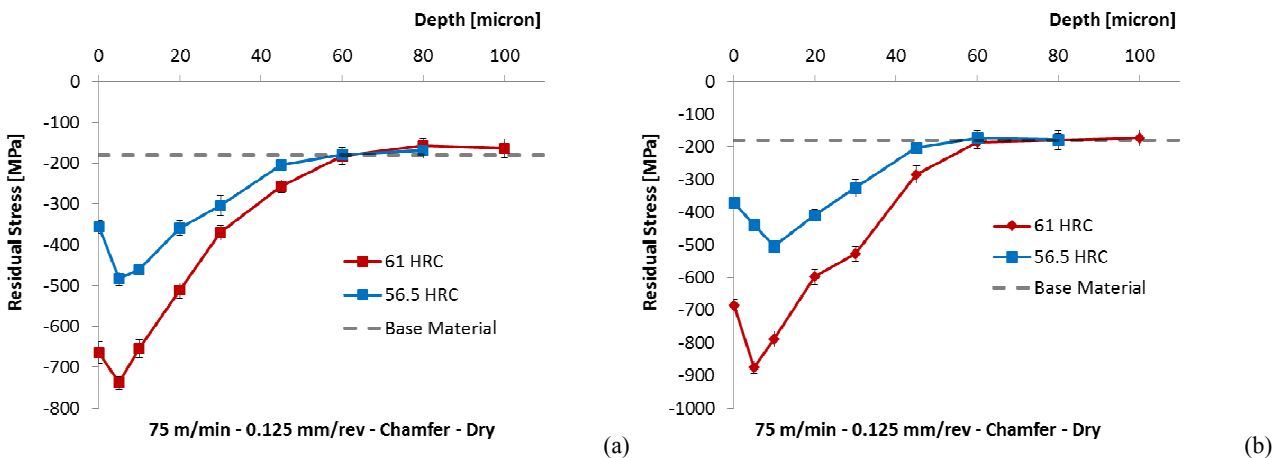 Depth [micron]
0 20 40 60 80 100
0
-100
-200
-300
-400
-500
-600
-700
-800
Residual Stress [MPa]
61 HRC
56.5 HRC
Base Material
75 m/min - 0.125 mm/rev - Chamfer - Dry
(a)
Depth [micron]
0 20 40 60 80 100
0
-100
-200
-300
-400
-500
-600
-700
-800
-900
-1000
Residual Stress [MPa]
61 HRC
56.5 HRC
Base Material
75 m/min - 0.125 mm/rev - Chamfer - Dry
(b)